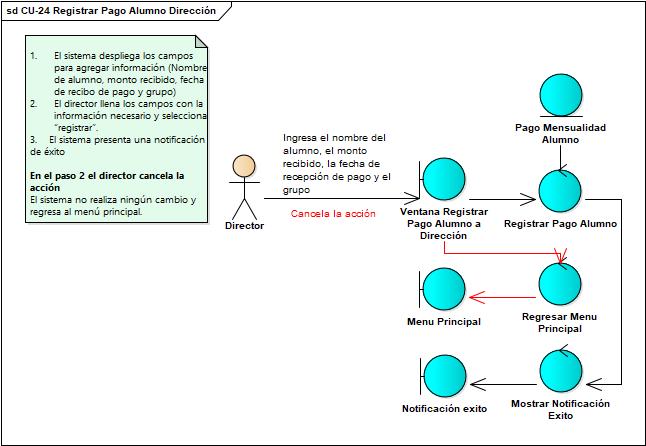 sd CU-24 Registrar Pago Alumno Dirección
1. El sistema despliega los campos
para agregar información (Nombre
de alumno, monto recibido, fecha
de recibo de pago y grupo)
2. El director llena los campos con la
información necesario y selecciona
“registrar”.
3. El sistema presenta una notificación
de éxito
En el paso 2 el director cancela la
acción
El sistema no realiza ningún cambio y
regresa al menú principal.
Director
Ingresa el nombre del
alumno, el monto
recibido, la fecha de
recepción de pago y el
grupo
Cancela la acción
Pago Mensualidad
Alumno
Ventana Registrar
Pago Alumno a
Dirección
Registrar Pago Alumno
Menu Principal
Regresar Menu
Principal
Notificación exito
Mostrar Notificación
Exito